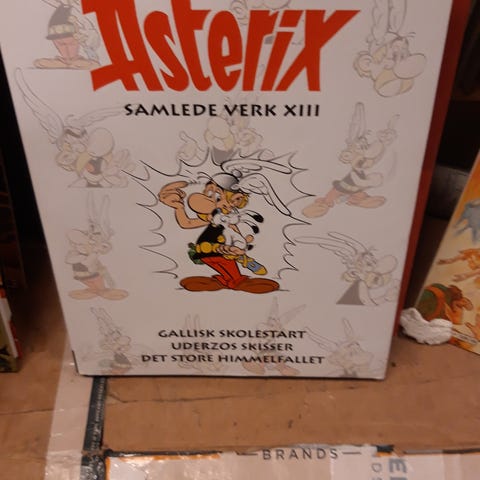 Asterix
SAMLEDE VERK XIII
GALLISK SKOLESTART
UDERZOS SKISSER
DET STORE HIMMELFALLET
BRANDS